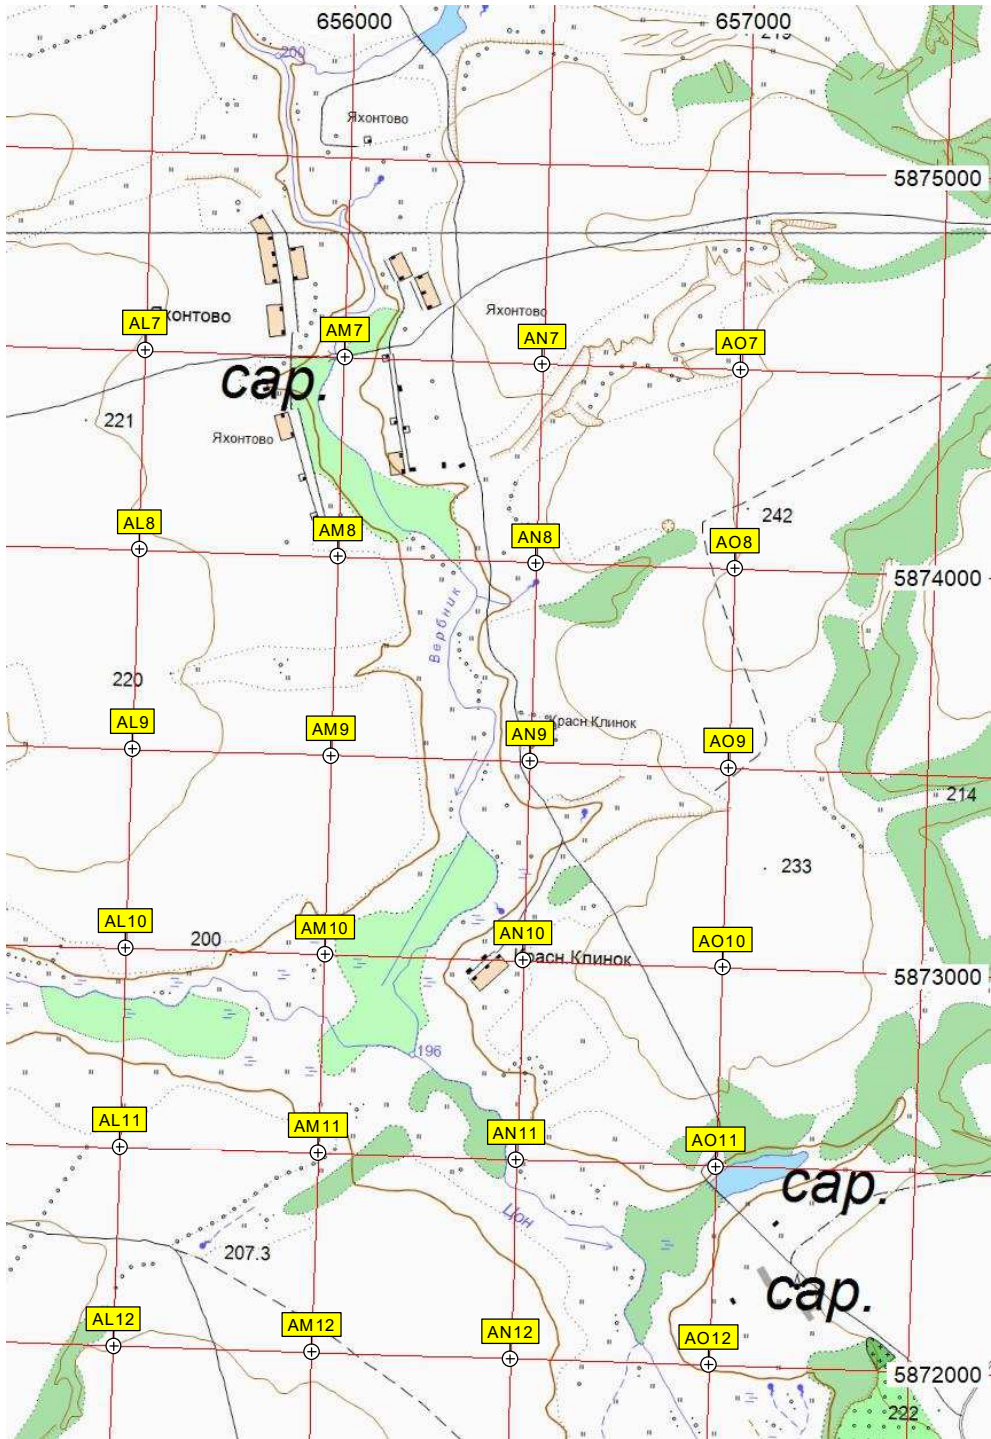 656000
657000
219
200
Яхонтово
5875000
Яхонтово
Яхонтово
AL7
AM7
AN7
AO7
сар.
221
Яхонтово
242
AL8
AM8
AN8
AO8
5874000
Вербник
220
Красн.Клинок
AL9
AM9
AN9
AO9
214
233
AL10
200
AM10
AN10
AO10
Красн.Клинок
5873000
196
AL11
AM11
AN11
AO11
сар.
Цон
207.3
сар.
AL12
AM12
AN12
AO12
5872000
222